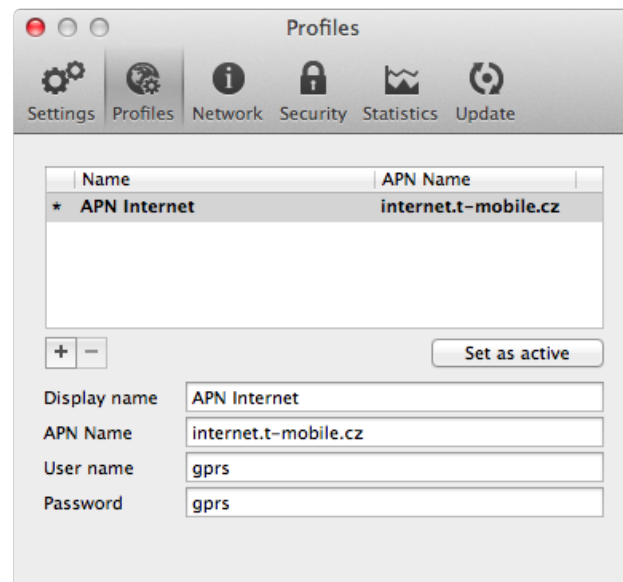 Profiles
Settings Profiles Network Security Statistics Update
Name APN Name
* APN Internet internet.t-mobile.cz
+ − Set as active
Display name APN Internet
APN Name internet.t-mobile.cz
User name gprs
Password gprs